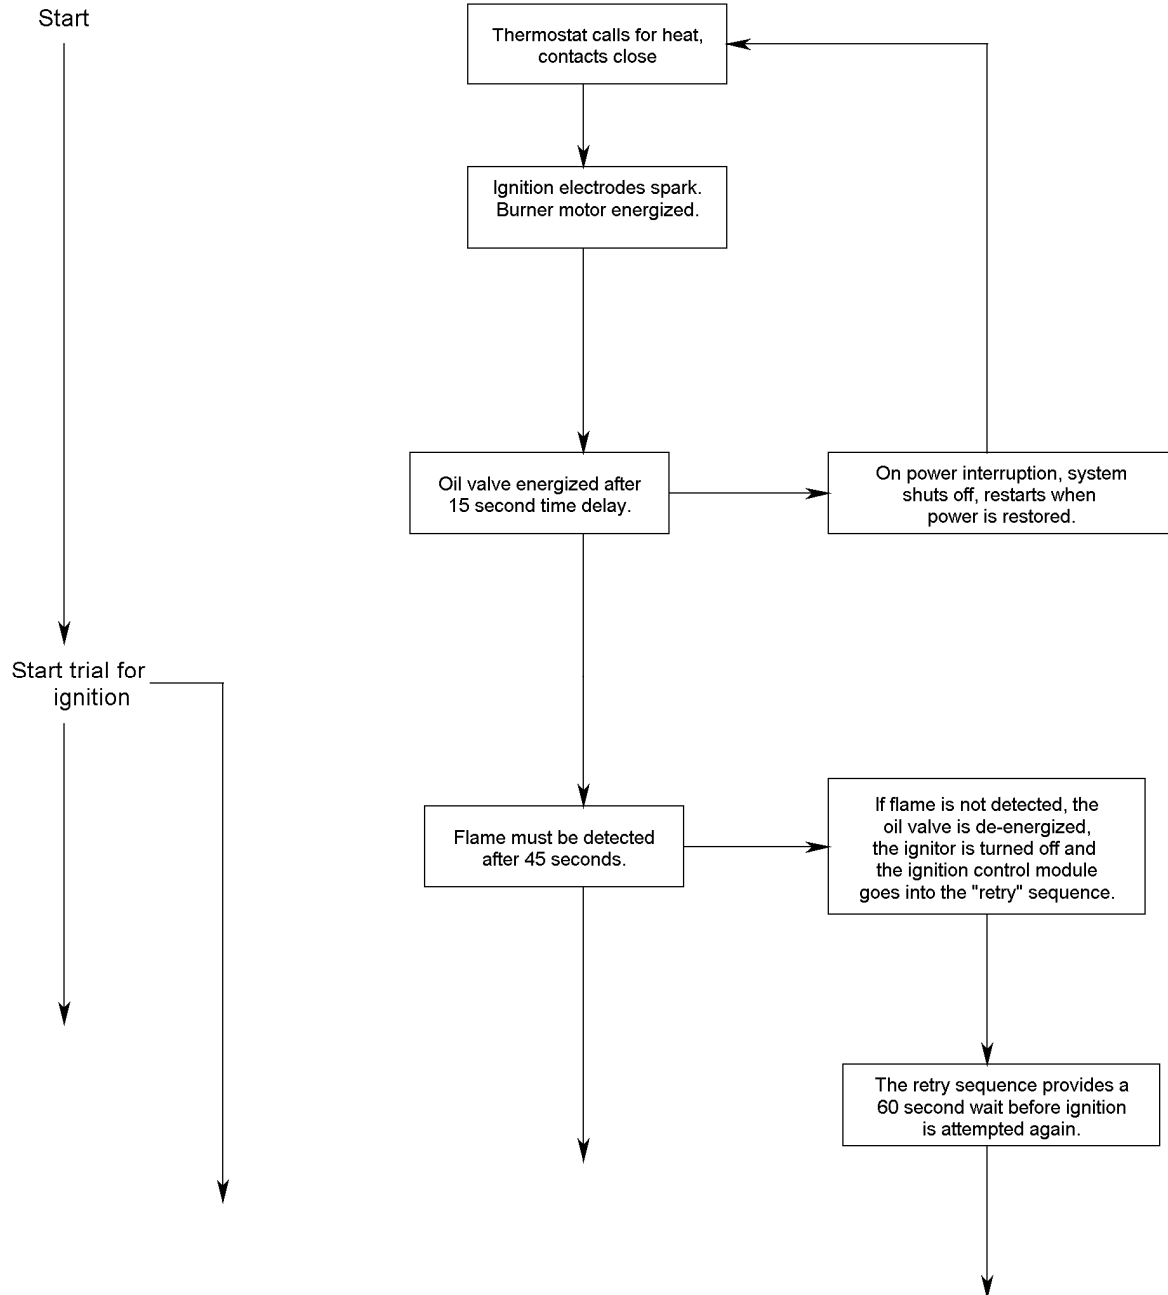 Start
Thermostat calls for heat,
contacts close
Ignition electrodes spark.
Burner motor energized.
Oil valve energized after
15 second time delay.
On power interruption, system
shuts off, restarts when
power is restored.
Start trial for
ignition
Flame must be detected
after 45 seconds.
If flame is not detected, the
oil valve is de-energized,
the ignitor is turned off and
the ignition control module
goes into the "retry" sequence.
The retry sequence provides a
60 second wait before ignition
is attempted again.